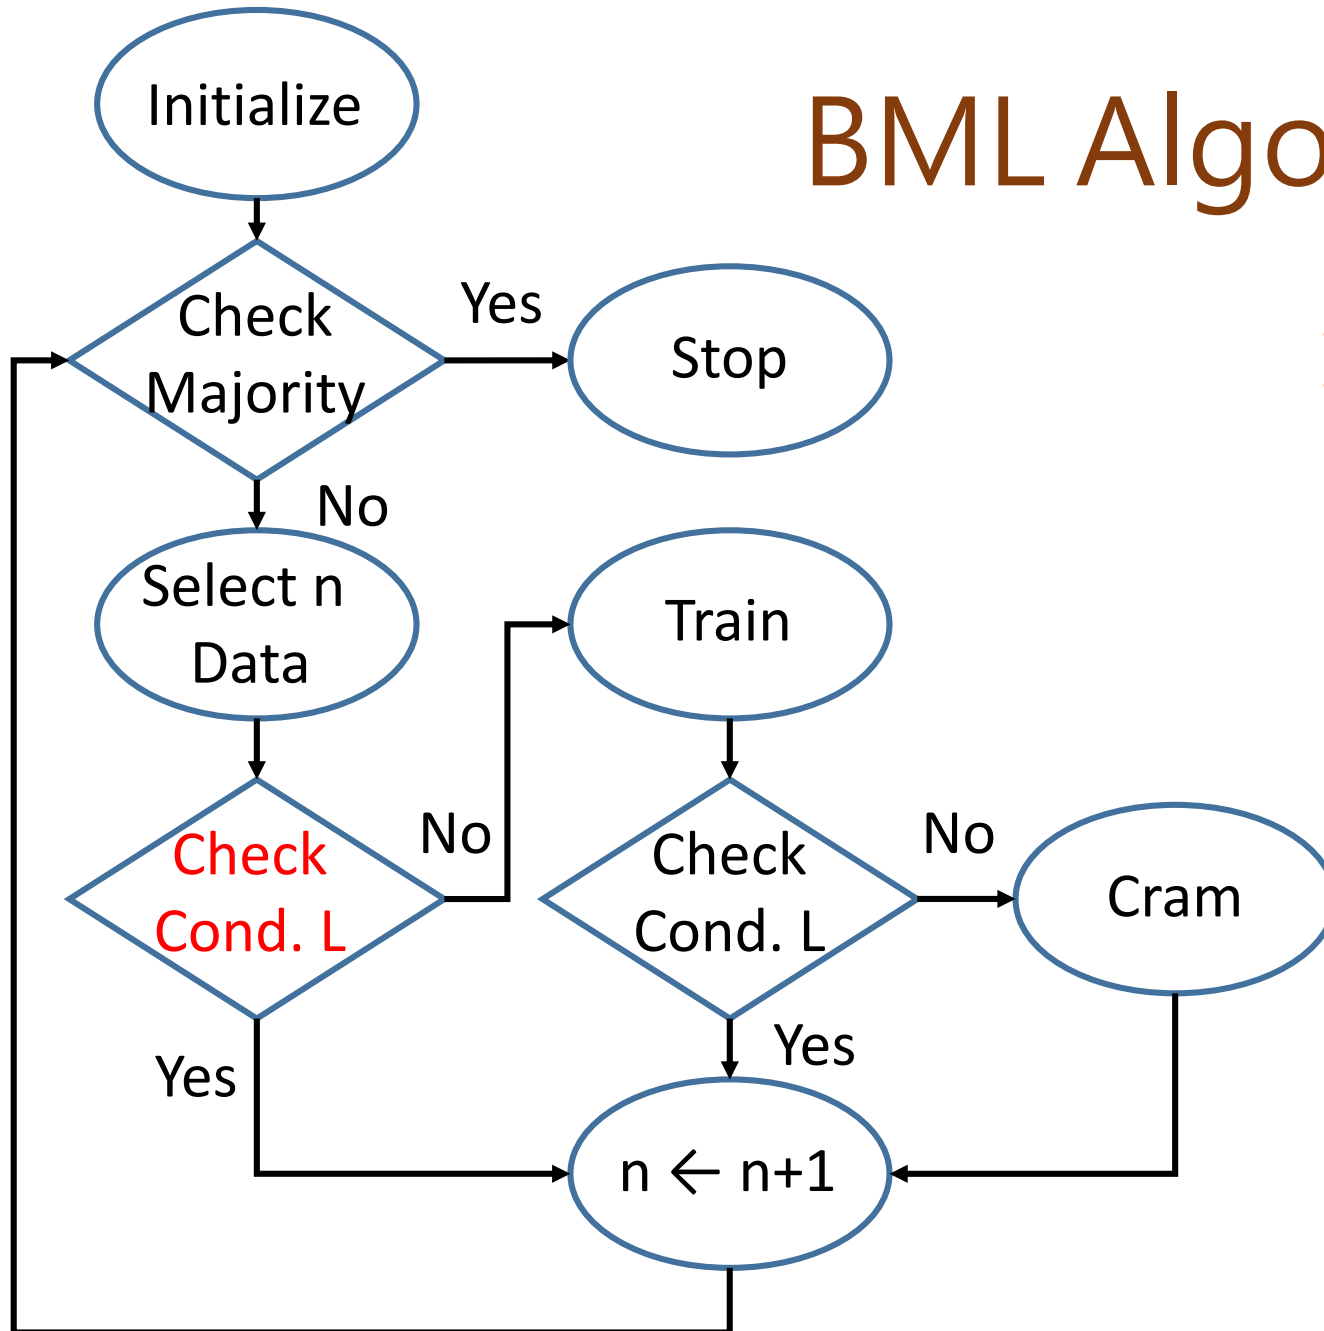 Initialize
BML Algo
Check
Majority
Yes
Stop
No
Select n
Data
Train
Check
Cond. L
No
Check
Cond. L
No
Cram
Yes
Yes
n ← n+1